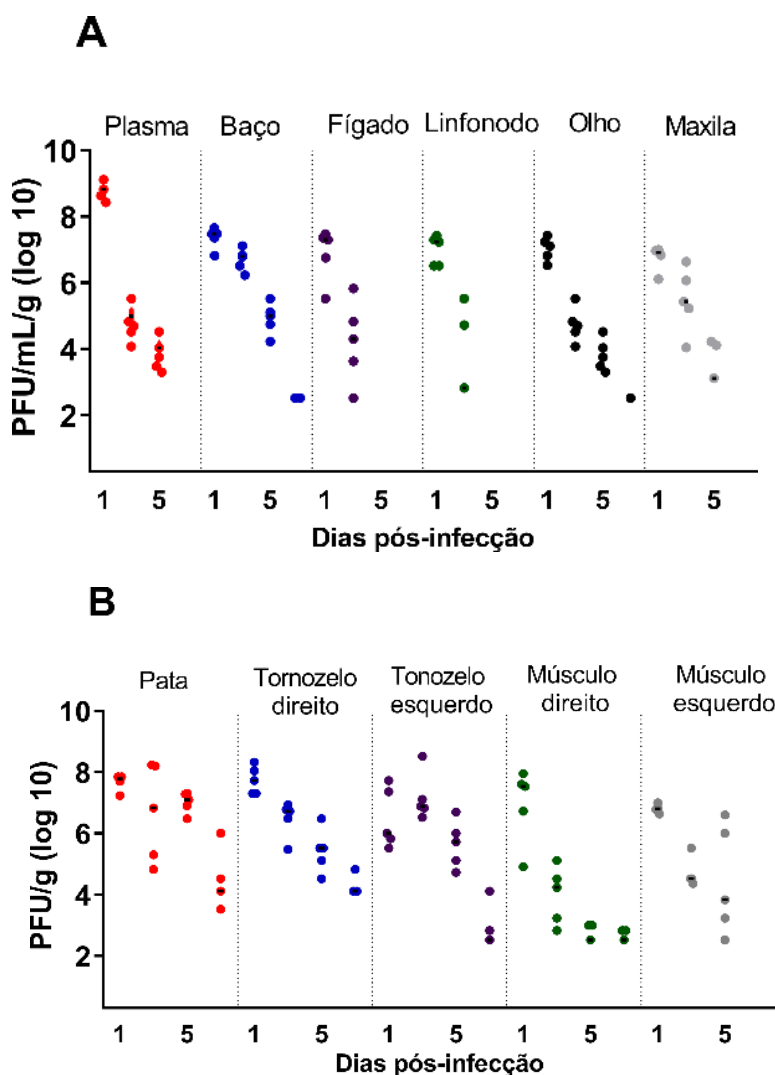 A
Plasma Baço Fígado Linfonodo Olho Maxila
PFU/mL/g (log 10)
10
8
6
4
2
1 5 1 5 1 5 1 5 1 5 1 5
Dias pós-infecção
B
Pata Tornozelo direito Tonozelo esquerdo Músculo direito Músculo esquerdo
PFU/g (log 10)
10
8
6
4
2
1 5 1 5 1 5 1 5 1 5
Dias pós-infecção